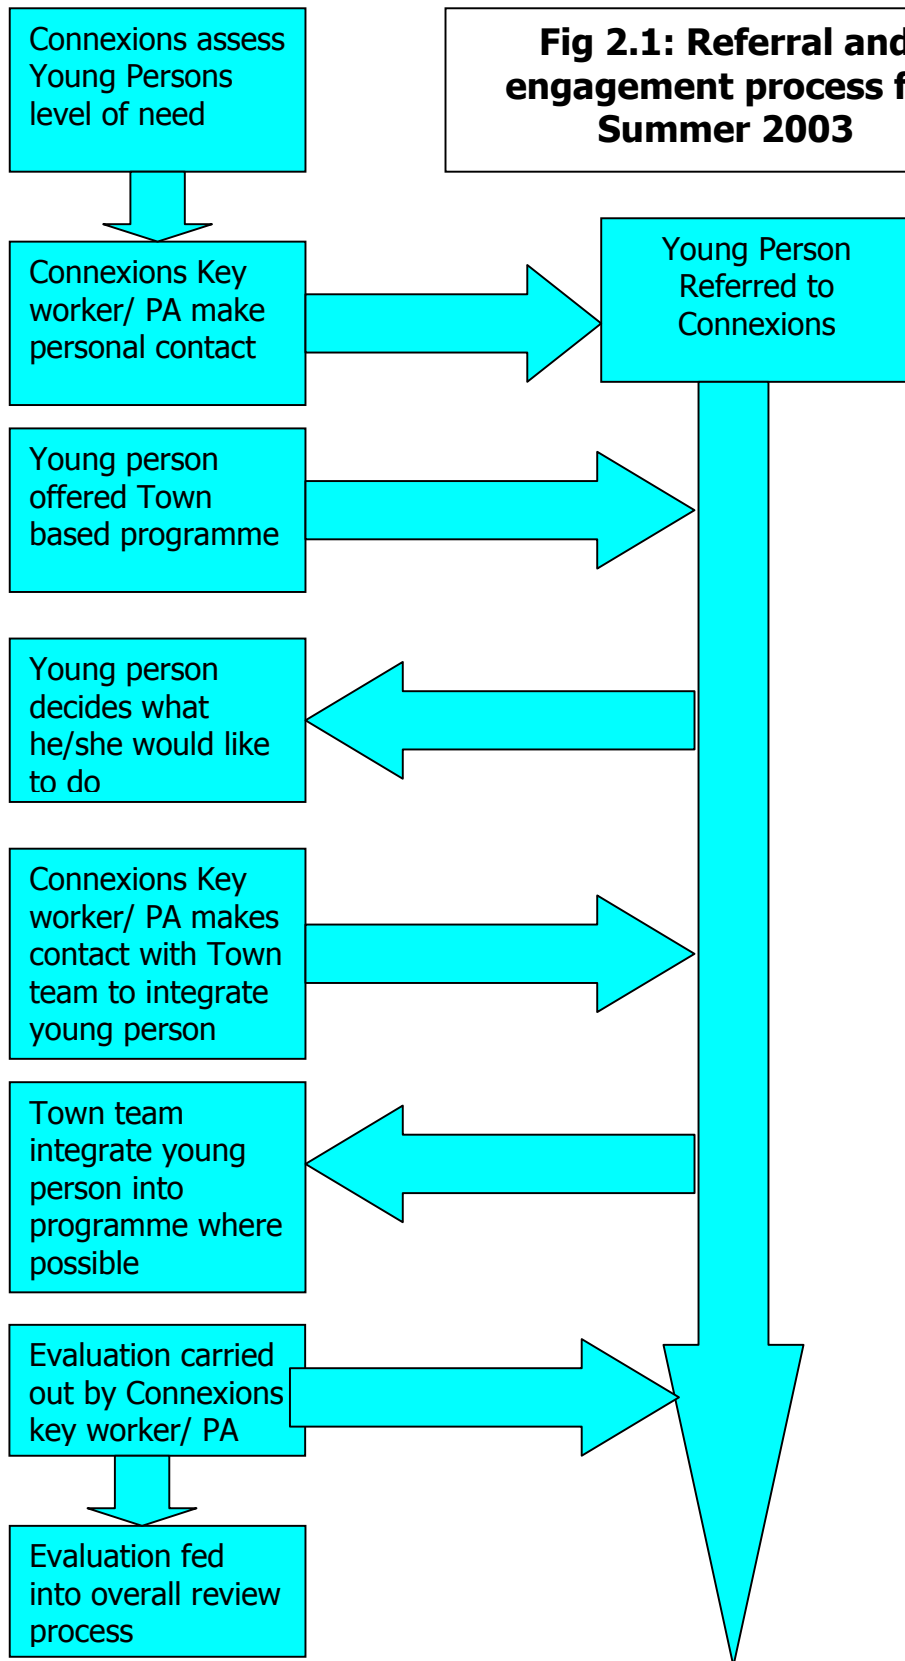 Connexions assess
Young Persons
level of need
Fig 2.1: Referral and
engagement process f
Summer 2003
Connexions Key
worker/ PA make
personal contact
Young Person
Referred to
Connexions
Young person
offered Town
based programme
Young person
decides what
he/she would like
to do
Connexions Key
worker/ PA makes
contact with Town
team to integrate
young person
Town team
integrate young
person into
programme where
possible
Evaluation carried
out by Connexions
key worker/ PA
Evaluation fed
into overall review
process